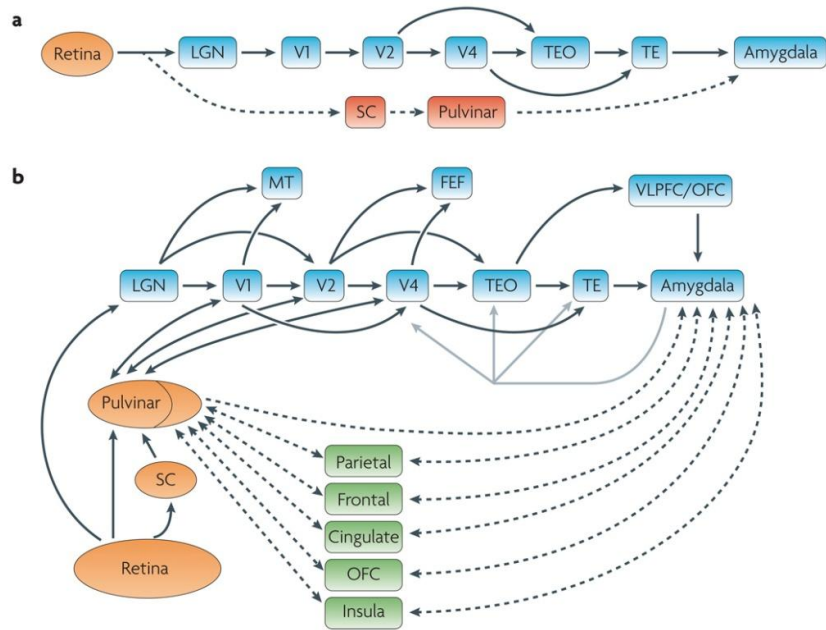 a
Retina
LGN
V1
V2
V4
TEO
TE
Amygdala
SC
Pulvinar
b
MT
FEF
VLPFC/OFC
LGN
V1
V2
V4
TEO
TE
Amygdala
Pulvinar
SC
Retina
Parietal
Frontal
Cingulate
OFC
Insula